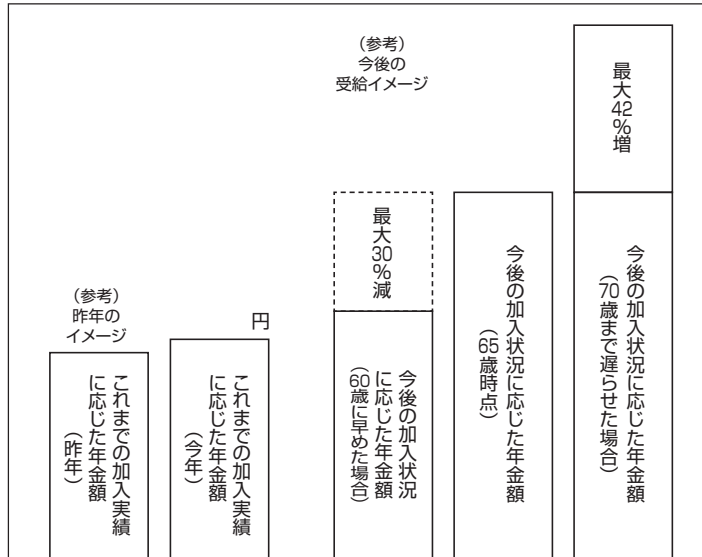 （参考）
昨年の
イメージ
これまでの加入実績
に応じた年金額
（昨年）
円
これまでの加入実績
に応じた年金額
（今年）
（参考）
今後の
受給イメージ
最大30％減
今後の加入状況
に応じた年金額
（60歳に早めた場合）
今後の加入状況に応じた年金額
（65歳時点）
最大42％増
今後の加入状況に応じた年金額
（70歳まで遅らせた場合）